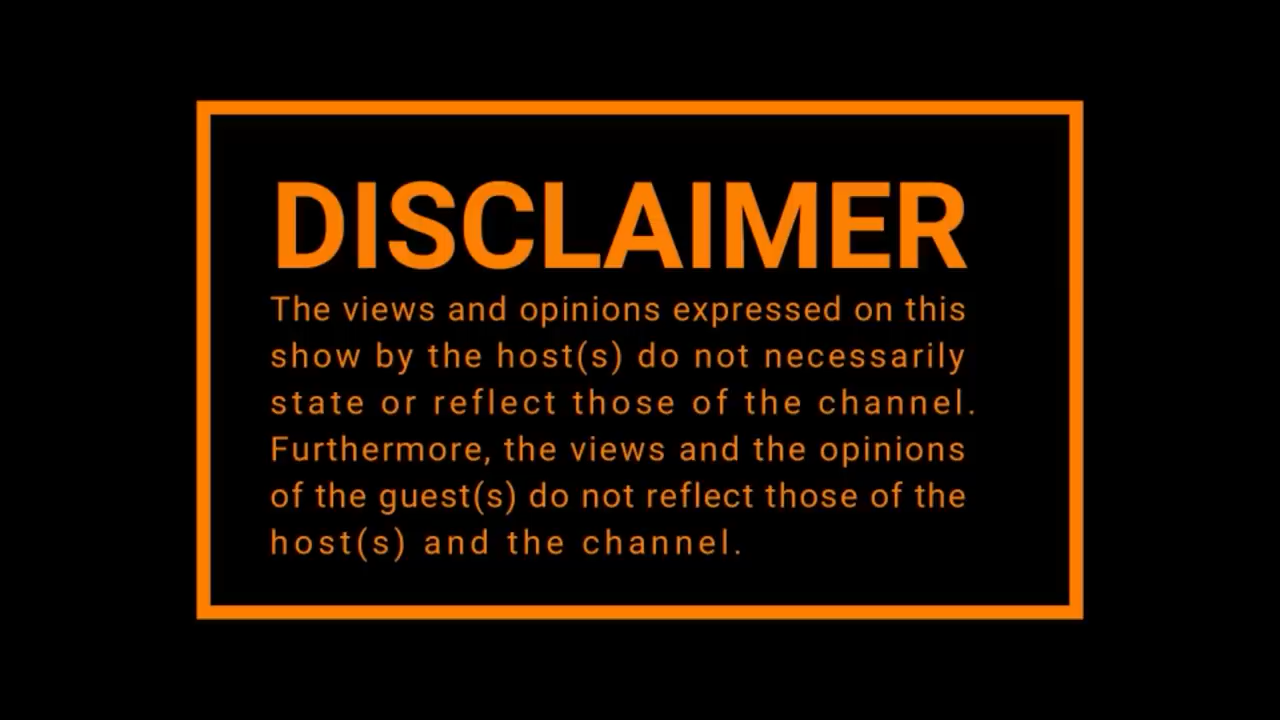 DISCLAIMER
The views and opinions expressed on this
show by the host(s) do not necessarily
state or reflect those of the channel.
Furthermore, the views and the opinions
of the guest(s) do not reflect those of the
host(s) and the channel.